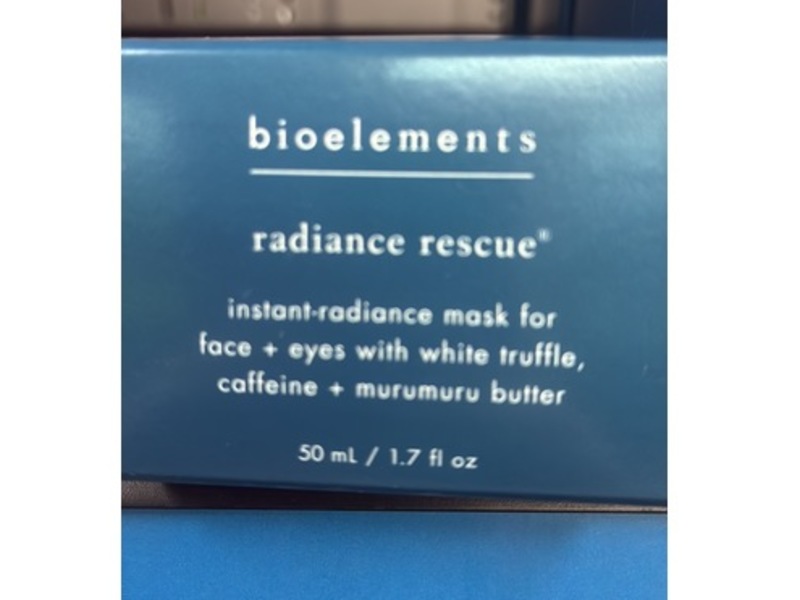 bioelements
radiance rescue®
instant-radiance mask for
face + eyes with white truffle,
caffeine + murumuru butter
50 mL / 1.7 fl oz